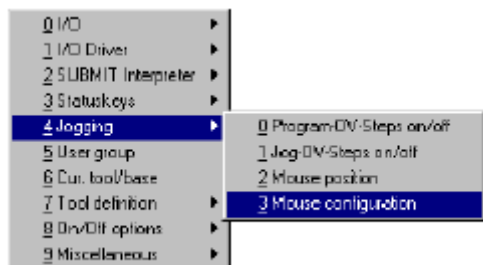 0 I/O
1 I/O Driver
2 SUBMIT Interpreter
3 Statuskeys
4 Jogging
0 Program-OV-Steps on/off
5 User group
1 Jog-OV-Steps on/off
6 Cur. tool/base
2 Mouse position
7 Tool definition
3 Mouse configuration
8 On/Off options
9 Miscellaneous